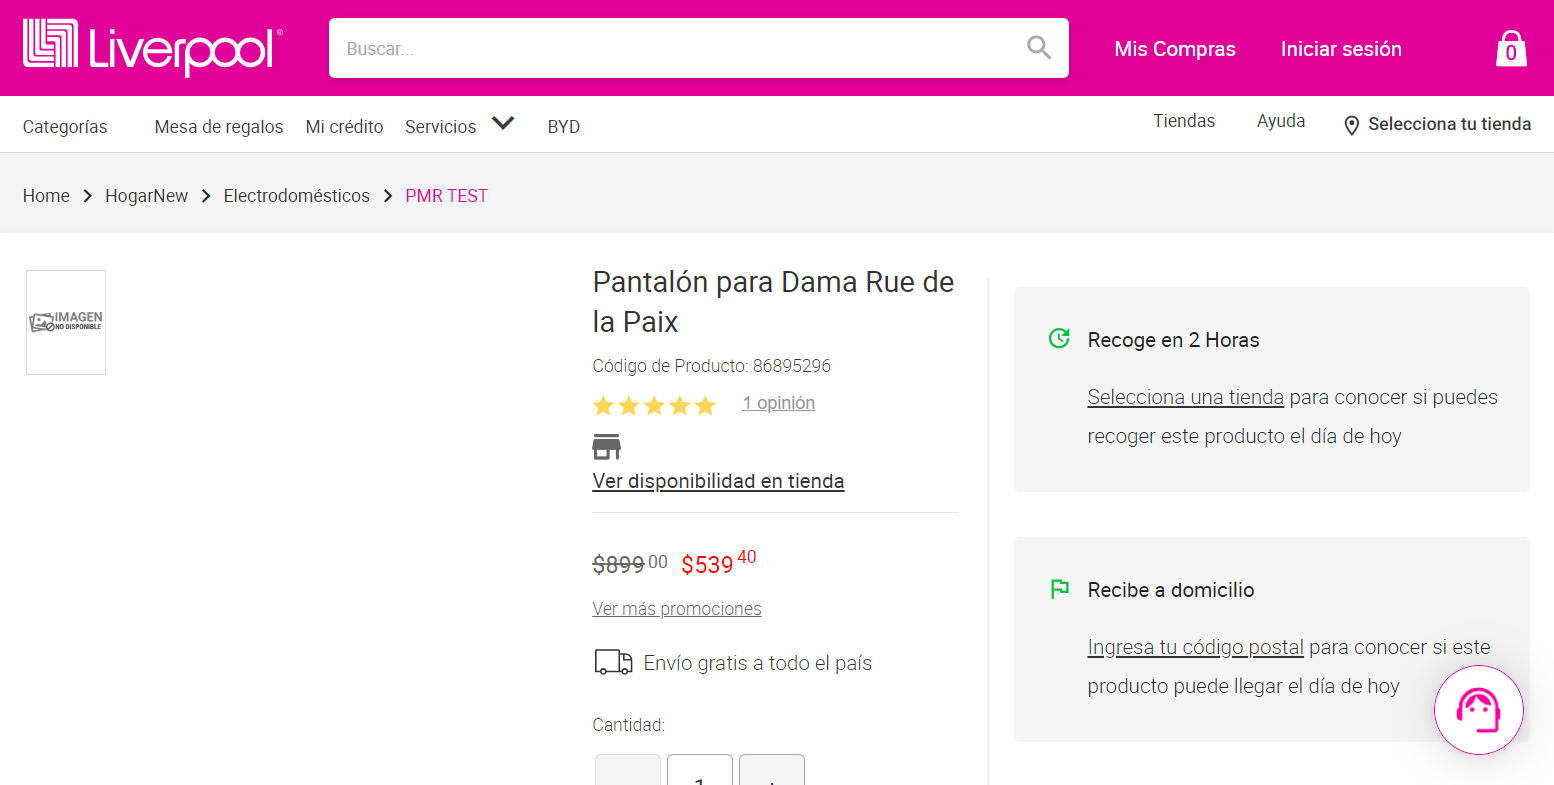 Liverpool®
Buscar...
Mis Compras
Iniciar sesión
0
Categorías
Mesa de regalos
Mi crédito
Servicios
BYD
Tiendas
Ayuda
Selecciona tu tienda
Home > HogarNew > Electrodomésticos > PMR TEST
IMAGEN
NO DISPONIBLE
Pantalón para Dama Rue de
la Paix
Código de Producto: 86895296
1 opinión
Ver disponibilidad en tienda
$899 00 $539 40
Ver más promociones
Envío gratis a todo el país
Cantidad:
1
Recoge en 2 Horas
Selecciona una tienda para conocer si puedes
recoger este producto el día de hoy
Recibe a domicilio
Ingresa tu código postal para conocer si este
producto puede llegar el día de hoy